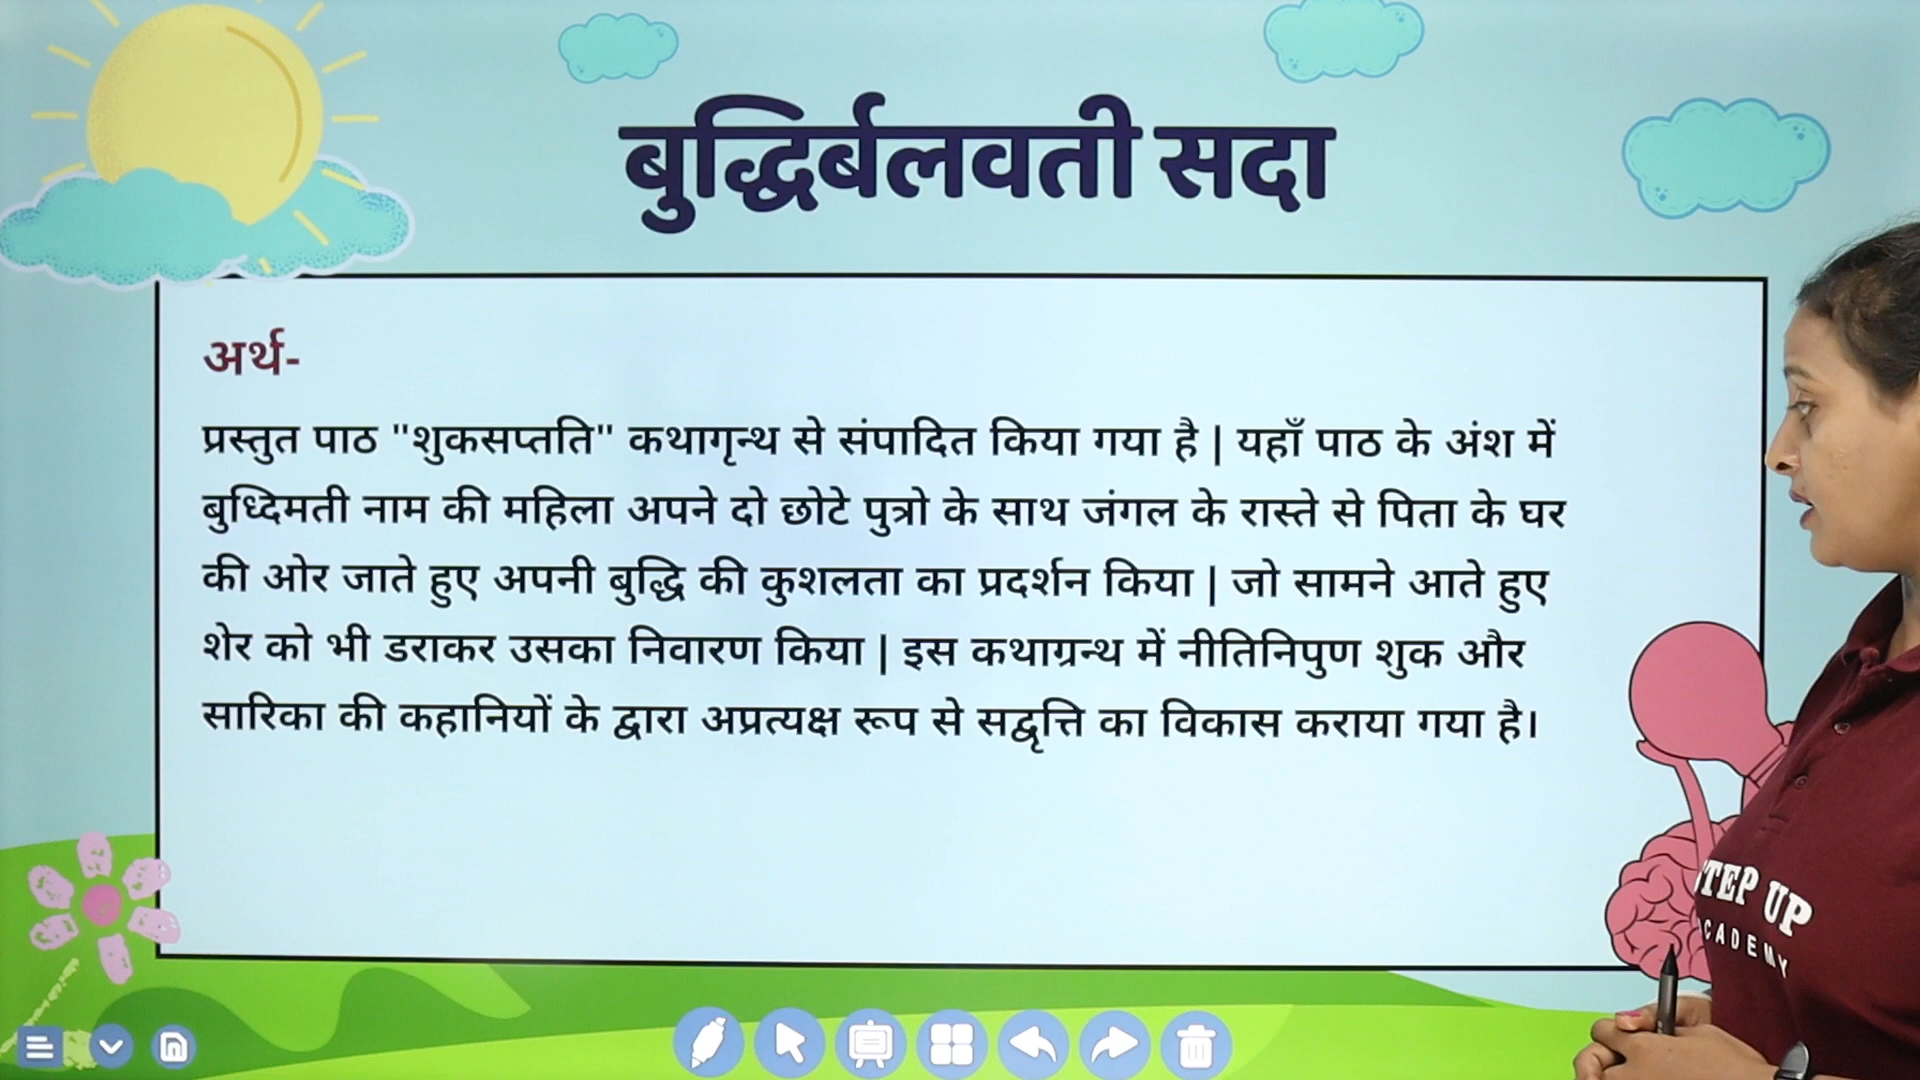 बुद्धिर्बलवती सदा
अर्थ-
प्रस्तुत पाठ "शुकसप्तति" कथागृन्थ से संपादित किया गया है | यहाँ पाठ के अंश में
बुध्दिमती नाम की महिला अपने दो छोटे पुत्रो के साथ जंगल के रास्ते से पिता के घर
की ओर जाते हुए अपनी बुद्धि की कुशलता का प्रदर्शन किया | जो सामने आते हुए
शेर को भी डराकर उसका निवारण किया | इस कथाग्रन्थ में नीतिनिपुण शुक और
सारिका की कहानियों के द्वारा अप्रत्यक्ष रूप से सद्वृत्ति का विकास कराया गया है।
STEP UP
CADEMY